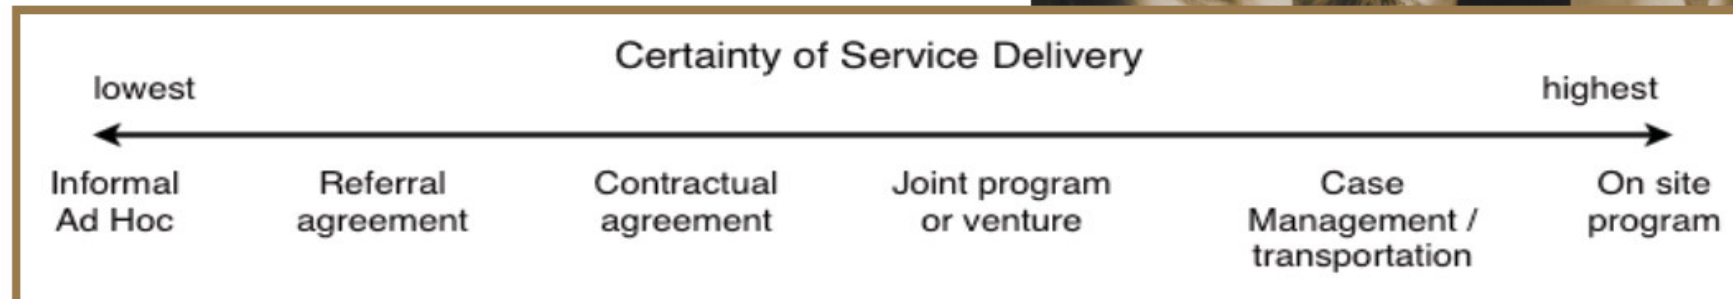 Certainty of Service Delivery
lowest
highest
Informal
Ad Hoc
Referral
agreement
Contractual
agreement
Joint program
or venture
Case
Management /
transportation
On site
program